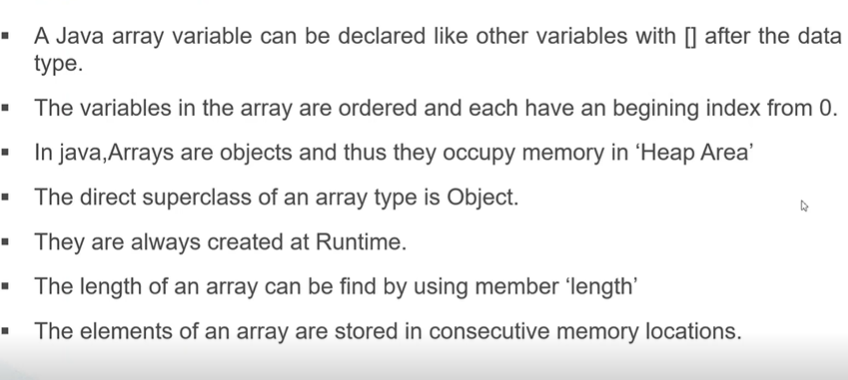 ▪ A Java array variable can be declared like other variables with [] after the data
type.
▪ The variables in the array are ordered and each have an begining index from 0.
▪ In java,Arrays are objects and thus they occupy memory in ‘Heap Area’
▪ The direct superclass of an array type is Object.
▪ They are always created at Runtime.
▪ The length of an array can be find by using member ‘length’
▪ The elements of an array are stored in consecutive memory locations.